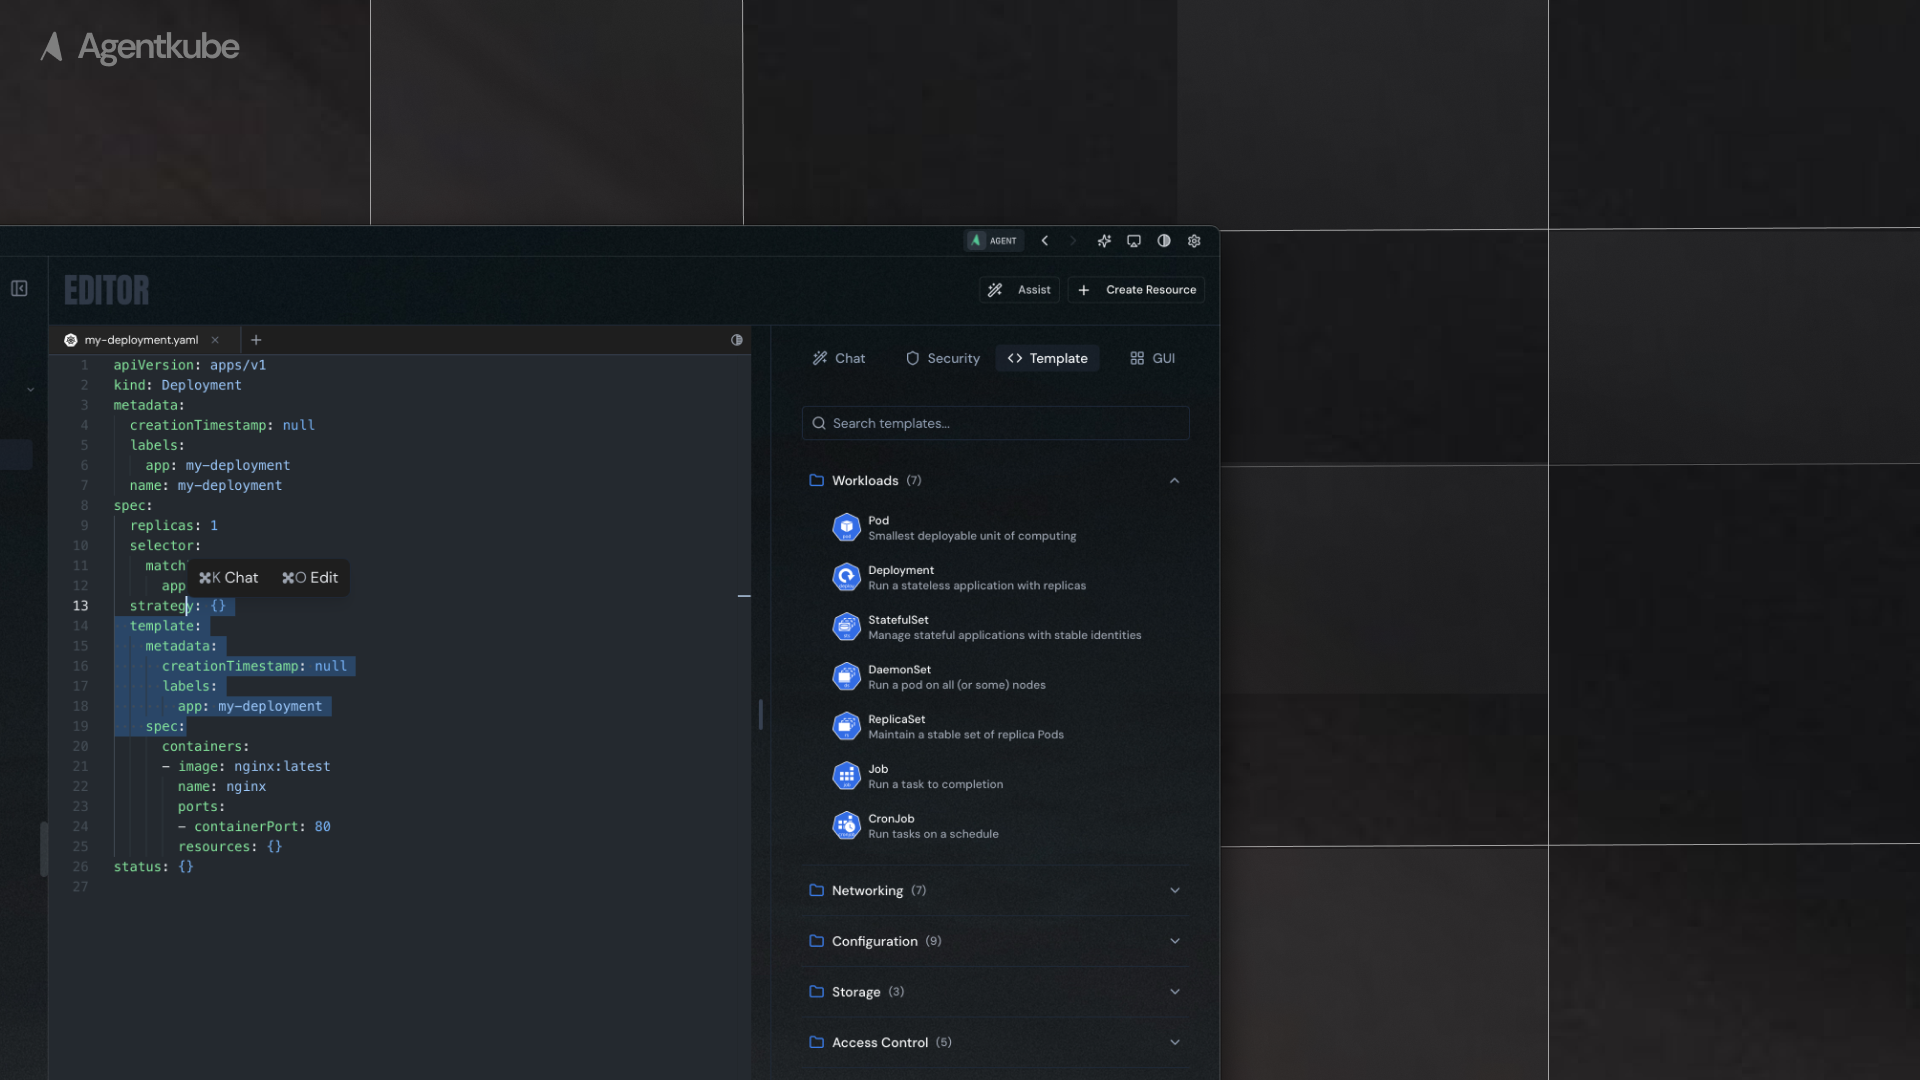 Agentkube
AGENT
EDITOR
Assist
Create Resource
my-deployment.yaml
1 apiVersion: apps/v1
2 kind: Deployment
3 metadata:
4 creationTimestamp: null
5 labels:
6 app: my-deployment
7 name: my-deployment
8 spec:
9 replicas: 1
10 selector:
11 match
12 app
⌘K Chat ⌘O Edit
13 strategy: {}
14 template:
15 metadata:
16 creationTimestamp: null
17 labels:
18 app: my-deployment
19 spec:
20 containers:
21 - image: nginx:latest
22 name: nginx
23 ports:
24 - containerPort: 80
25 resources: {}
26 status: {}
27
Chat Security Template GUI
Search templates...
Workloads (7)
Pod
Smallest deployable unit of computing
Deployment
Run a stateless application with replicas
StatefulSet
Manage stateful applications with stable identities
DaemonSet
Run a pod on all (or some) nodes
ReplicaSet
Maintain a stable set of replica Pods
Job
Run a task to completion
CronJob
Run tasks on a schedule
Networking (7)
Configuration (9)
Storage (3)
Access Control (5)